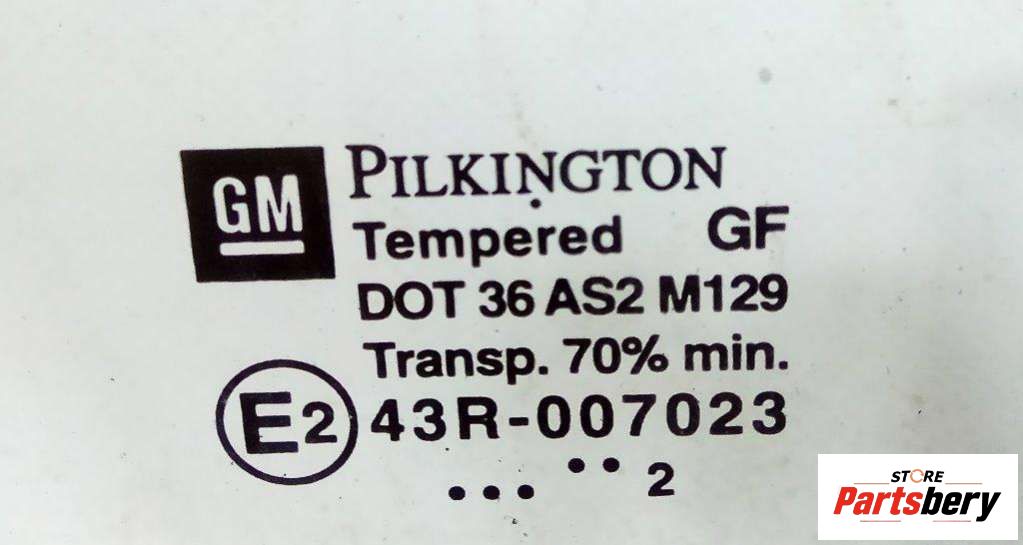 GM
PILKINGTON
Tempered GF
DOT 36 AS2 M129
Transp. 70% min.
E2 43R-007023
... .. 2
STORE
Partsbery